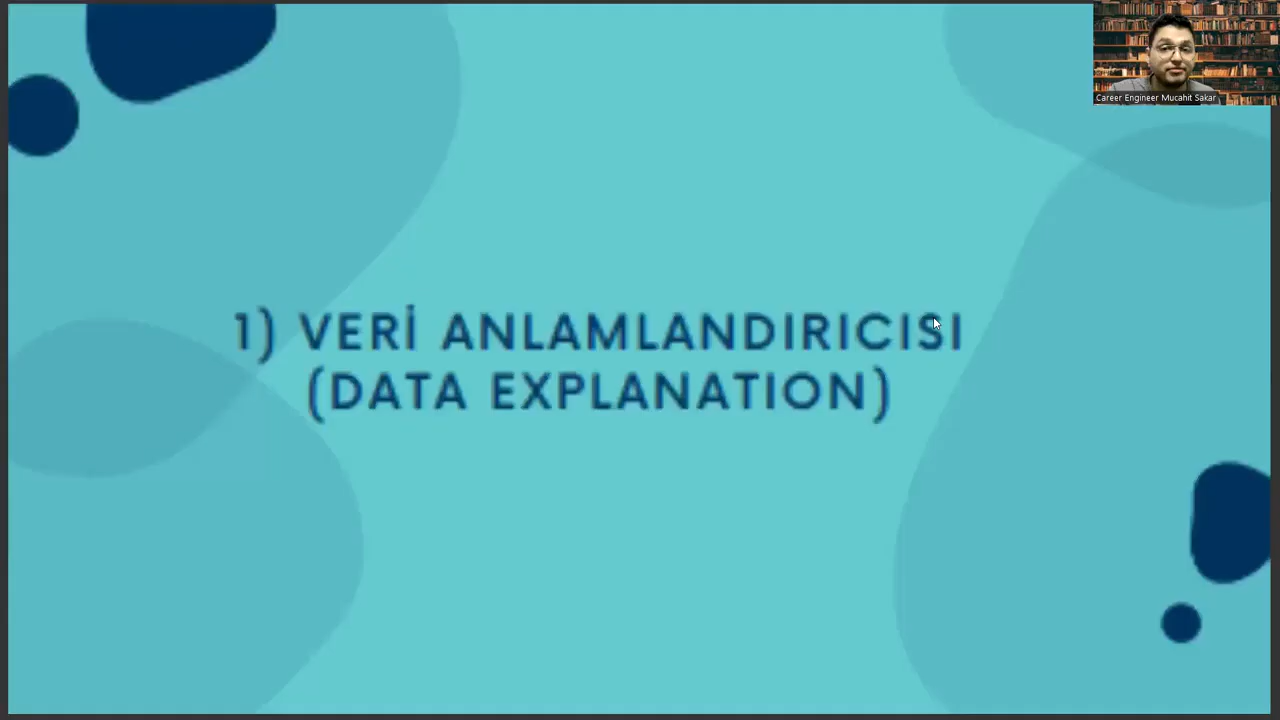 Career Engineer Mucahit Sakar
1) VERİ ANLAMLANDIRICISI
(DATA EXPLANATION)